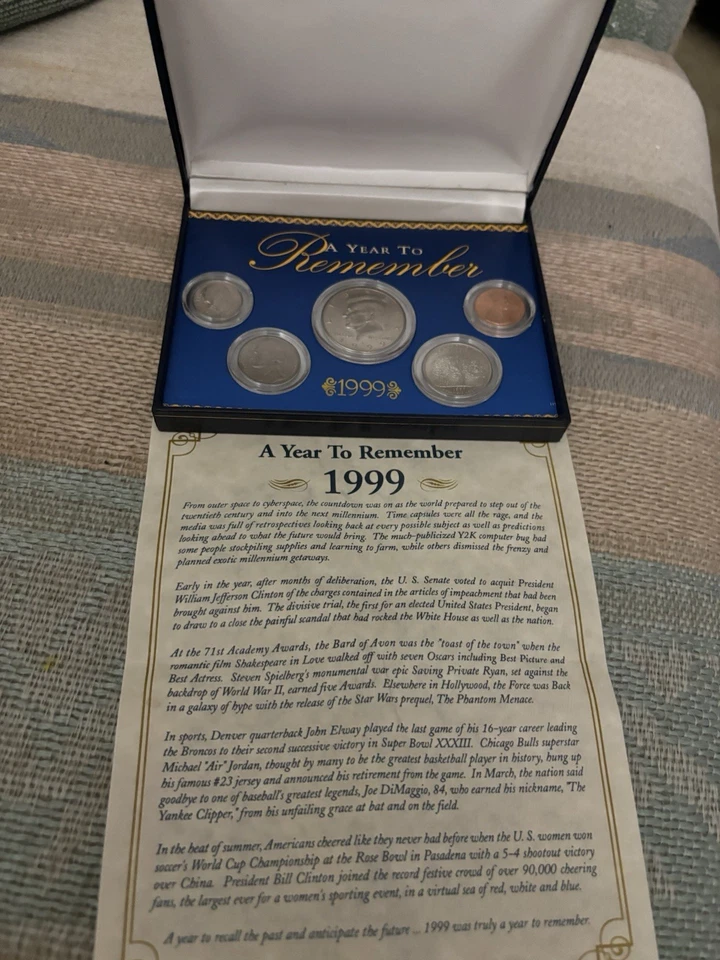 A YEAR TO
Remember
1999
A Year To Remember
1999
From outer space to cyberspace, the countdown was on as the world prepared to step out of the
twentieth century and into the next millennium. Time capsules were all the rage, and the
media was full of retrospectives looking back at every possible subject as well as predictions
looking ahead to what the future would bring. The much-publicized Y2K computer bug had
some people stockpiling supplies and learning to farm, while others dismissed the frenzy and
planned exotic millennium getaways.
Early in the year, after months of deliberation, the U. S. Senate voted to acquit President
William Jefferson Clinton of the charges contained in the articles of impeachment that had been
brought against him. The divisive trial, the first for an elected United States President, began
to draw to a close the painful scandal that had rocked the White House as well as the nation.
At the 71st Academy Awards, the Bard of Avon was the "toast of the town" when the
romantic film Shakespeare in Love walked off with seven Oscars including Best Picture and
Best Actress. Steven Spielberg's monumental war epic Saving Private Ryan, set against the
backdrop of World War II, earned five Awards. Elsewhere in Hollywood, the Force was Back
in a galaxy of hype with the release of the Star Wars prequel, The Phantom Menace.
In sports, Denver quarterback John Elway played the last game of his 16-year career leading
the Broncos to their second successive victory in Super Bowl XXXIII. Chicago Bulls superstar
Michael "Air" Jordan, thought by many to be the greatest basketball player in history, hung up
his famous #23 jersey and announced his retirement from the game. In March, the nation said
goodbye to one of baseball's greatest legends, Joe DiMaggio, 84, who earned his nickname, "The
Yankee Clipper," from his unfailing grace at bat and on the field.
In the heat of summer, Americans cheered like they never had before when the U. S. women won
soccer's World Cup Championship at the Rose Bowl in Pasadena with a 5-4 shootout victory
over China. President Bill Clinton joined the record festive crowd of over 90,000 cheering
fans, the largest ever for a women's sporting event, in a virtual sea of red, white and blue.
A year to recall the past and anticipate the future ... 1999 was truly a year to remember.